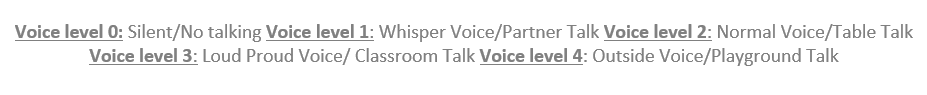 Voice level 0: Silent/No talking Voice level 1: Whisper Voice/Partner Talk Voice level 2: Normal Voice/Table Talk
Voice level 3: Loud Proud Voice/ Classroom Talk Voice level 4: Outside Voice/Playground Talk